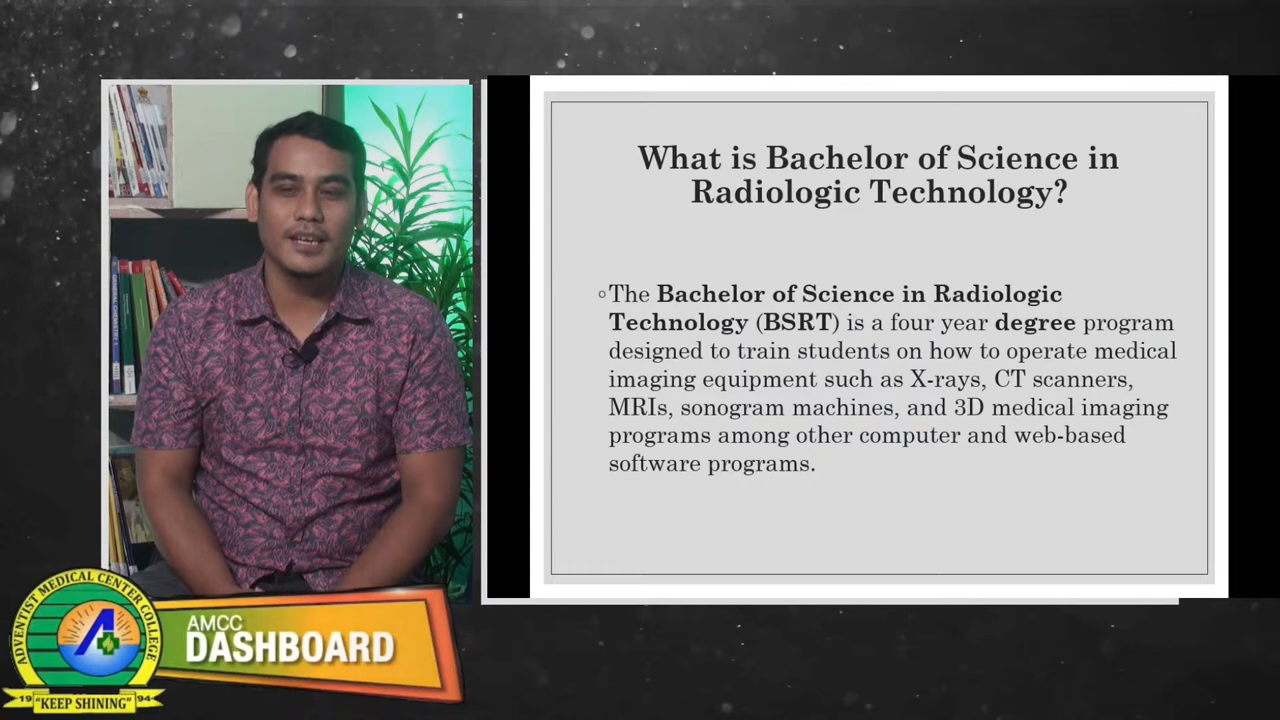 What is Bachelor of Science in
Radiologic Technology?
◦The Bachelor of Science in Radiologic
Technology (BSRT) is a four year degree program
designed to train students on how to operate medical
imaging equipment such as X-rays, CT scanners,
MRIs, sonogram machines, and 3D medical imaging
programs among other computer and web-based
software programs.
GENERAL CHEMISTRY
ADVENTIST MEDICAL CENTER COLLEGE
A
19 "KEEP SHINING" 94
AMCC
DASHBOARD